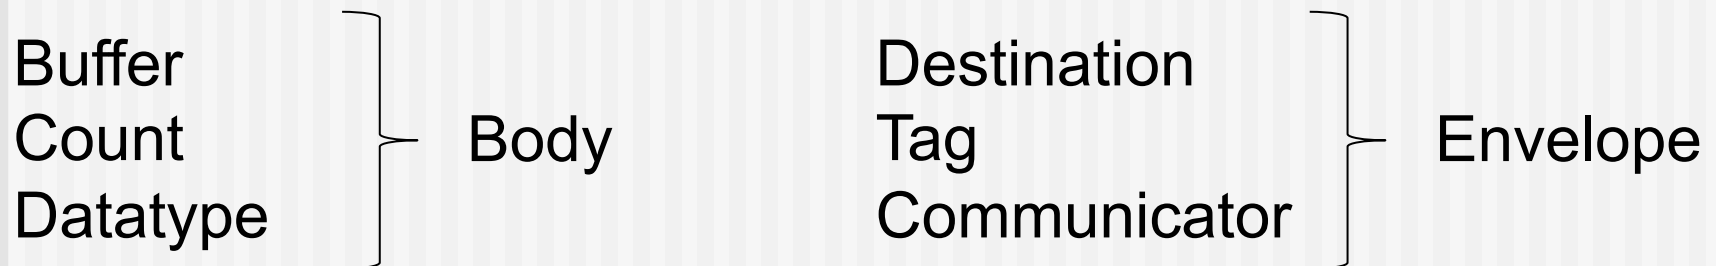 Buffer
Count
Datatype
Body
Destination
Tag
Communicator
Envelope